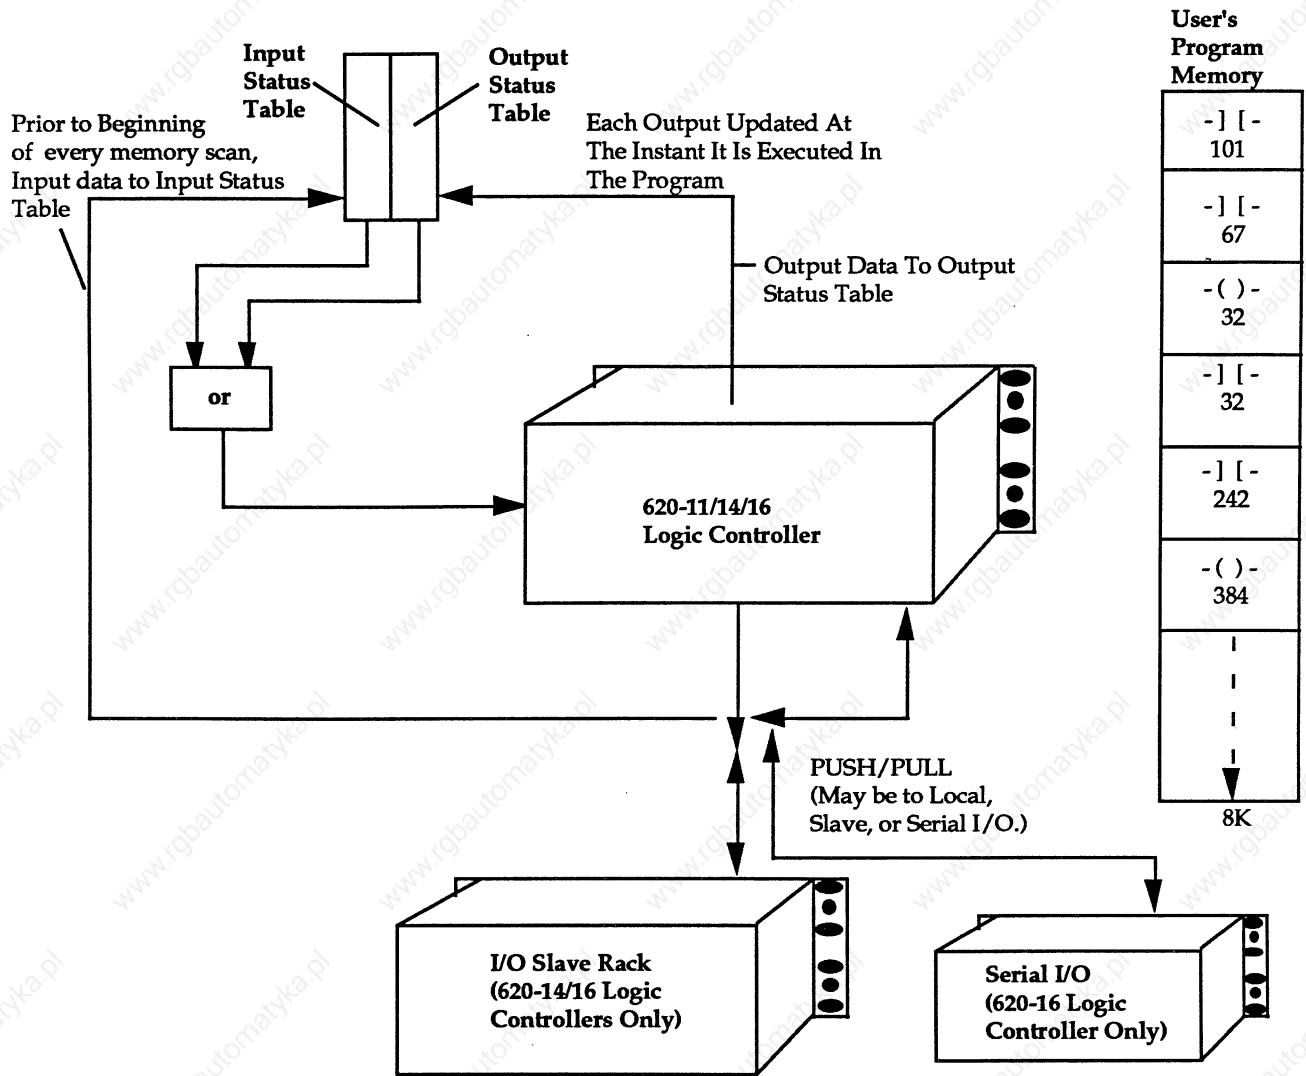 User's
Program
Memory
Input
Status
Table
Output
Status
Table
Prior to Beginning
of every memory scan,
Input data to Input Status
Table
Each Output Updated At
The Instant It Is Executed In
The Program
Output Data To Output
Status Table
or
620-11/14/16
Logic Controller
PUSH/PULL
(May be to Local,
Slave, or Serial I/O.)
I/O Slave Rack
(620-14/16 Logic
Controllers Only)
Serial I/O
(620-16 Logic
Controller Only)
-] [-
101
-] [-
67
-( )-
32
-] [-
32
-] [-
242
-( )-
384
8K
www.rgbautomatyka.pl